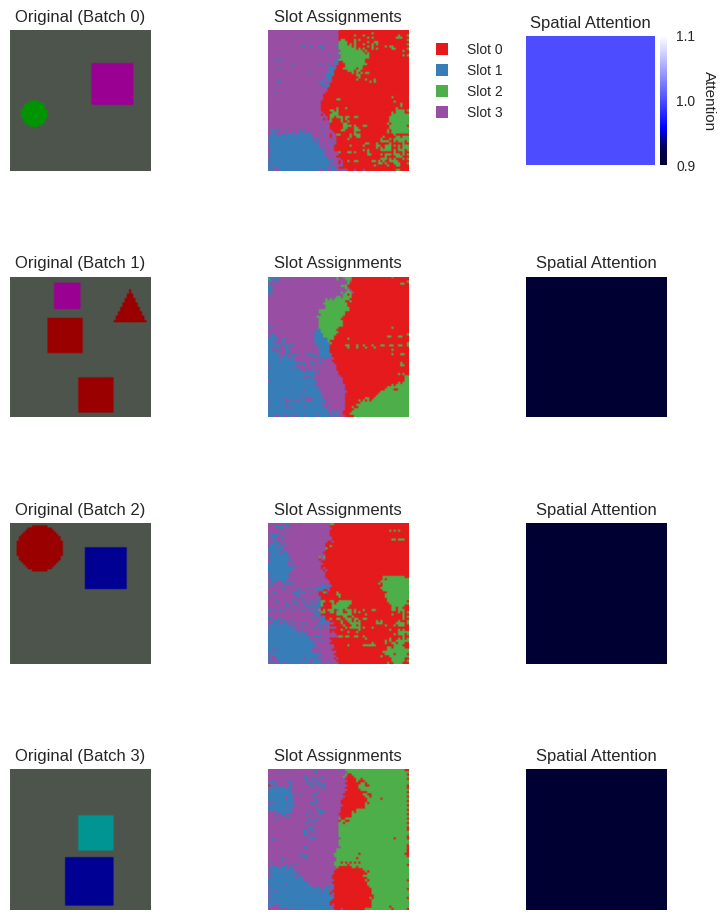 Original (Batch 0)
Slot Assignments
Spatial Attention
Slot 0
Slot 1
Slot 2
Slot 3
1.1
1.0
0.9
Attention
Original (Batch 1)
Slot Assignments
Spatial Attention
Original (Batch 2)
Slot Assignments
Spatial Attention
Original (Batch 3)
Slot Assignments
Spatial Attention